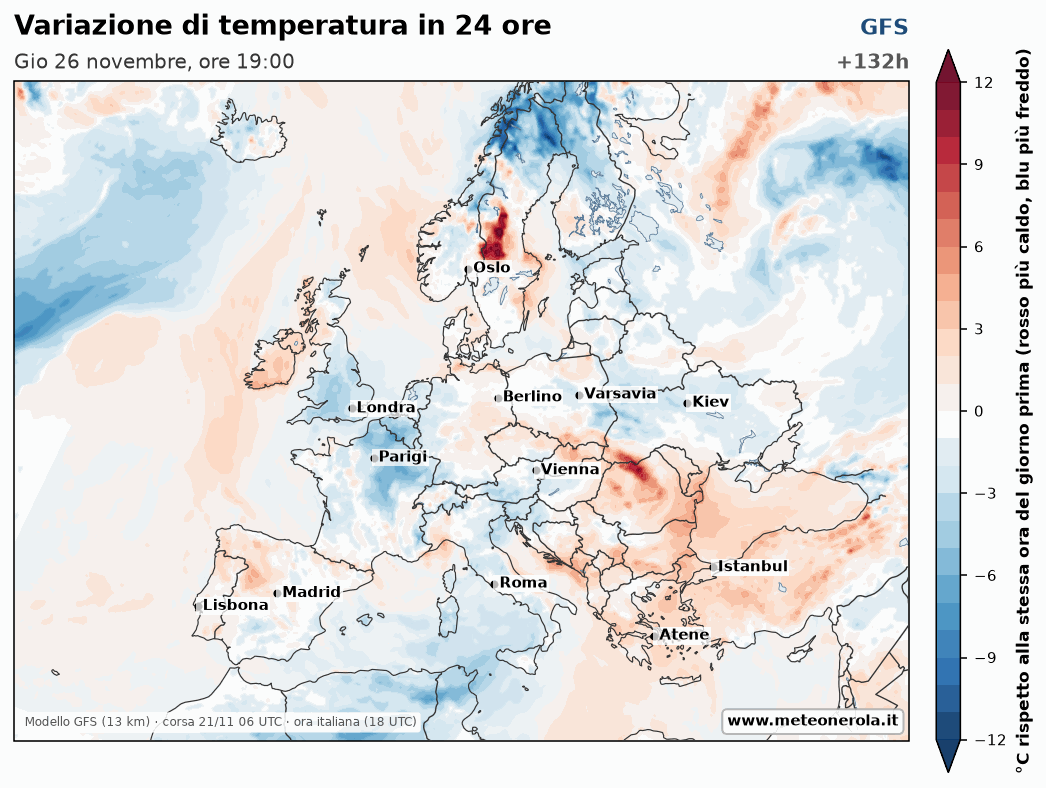 Variazione di temperatura in 24 ore
GFS
Gio 26 novembre, ore 19:00
+132h
12
9
6
3
0
−3
−6
−9
−12
°C rispetto alla stessa ora del giorno prima (rosso più caldo, blu più freddo)
Oslo
Berlino
Varsavia
Kiev
Londra
Parigi
Vienna
Istanbul
Roma
Madrid
Lisbona
Atene
Modello GFS (13 km) · corsa 21/11 06 UTC · ora italiana (18 UTC)
www.meteonerola.it